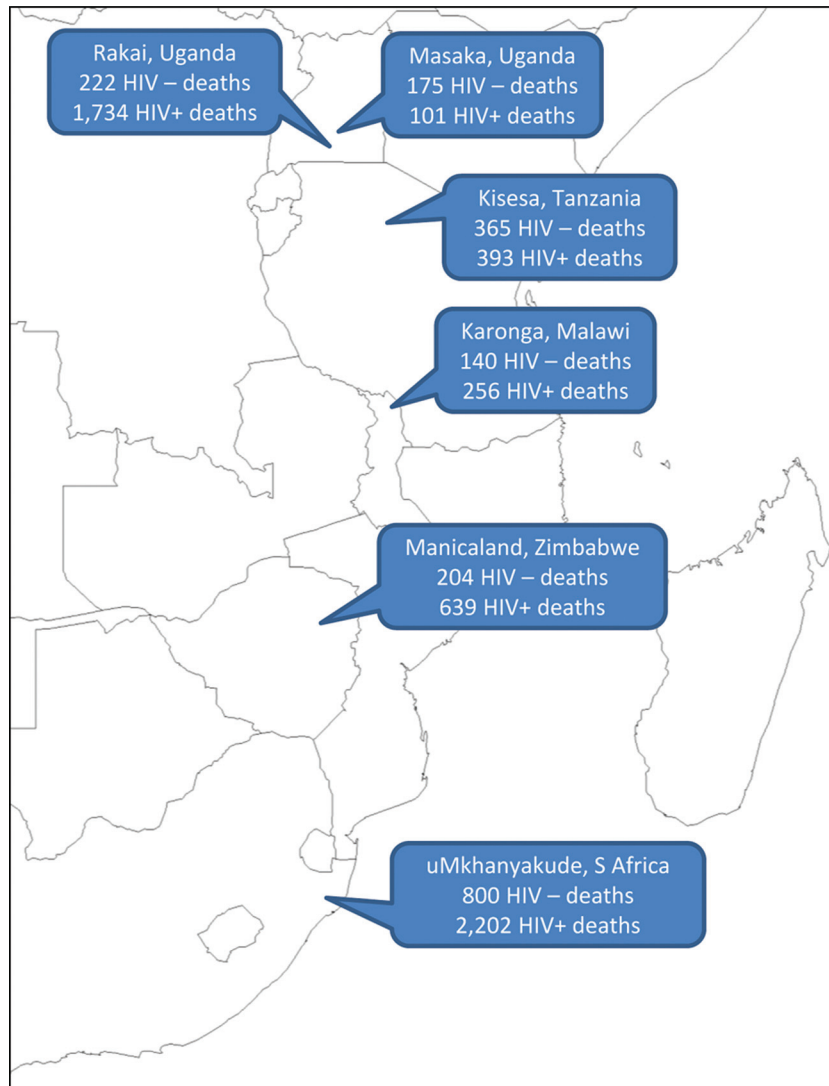 Rakai, Uganda
222 HIV – deaths
1,734 HIV+ deaths
Masaka, Uganda
175 HIV – deaths
101 HIV+ deaths
Kisesa, Tanzania
365 HIV – deaths
393 HIV+ deaths
Karonga, Malawi
140 HIV – deaths
256 HIV+ deaths
Manicaland, Zimbabwe
204 HIV – deaths
639 HIV+ deaths
uMkhanyakude, S Africa
800 HIV – deaths
2,202 HIV+ deaths